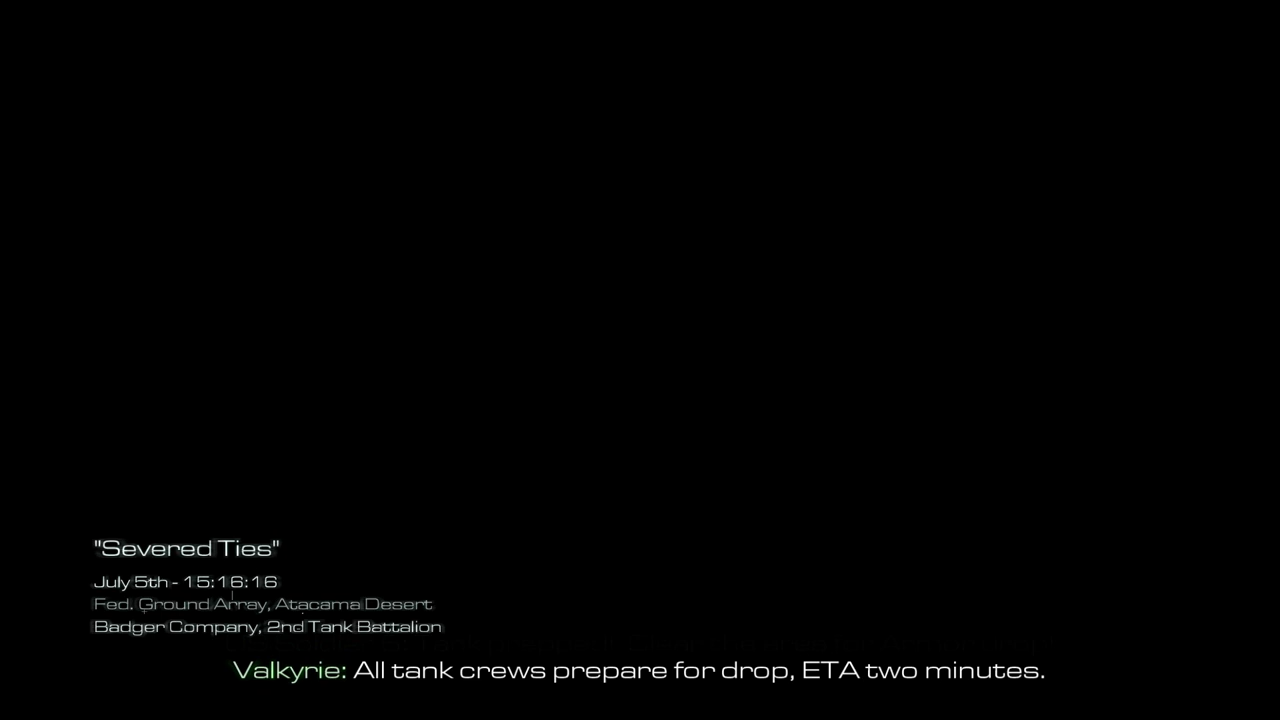 "Severed Ties"
July 5th - 15:16:16
Fed. Ground Array, Atacama Desert
Badger Company, 2nd Tank Battalion
Valkyrie: All tank crews prepare for drop, ETA two minutes.